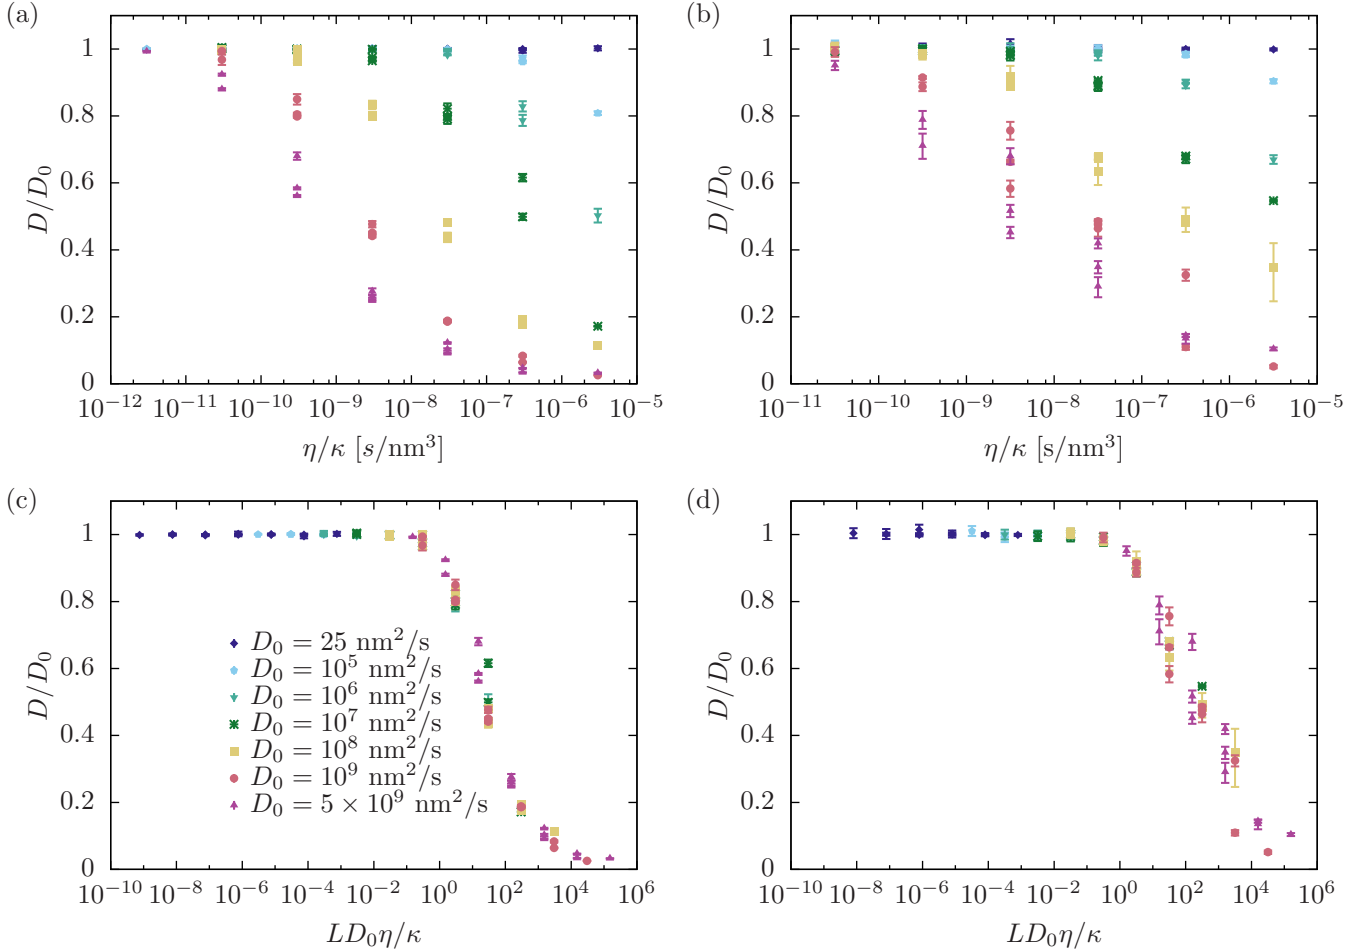 (a)
1
0.8
0.6
0.4
0.2
0
D/D₀
10⁻¹² 10⁻¹¹ 10⁻¹⁰ 10⁻⁹ 10⁻⁸ 10⁻⁷ 10⁻⁶ 10⁻⁵
η/κ [s/nm³]
(b)
1
0.8
0.6
0.4
0.2
0
D/D₀
10⁻¹¹ 10⁻¹⁰ 10⁻⁹ 10⁻⁸ 10⁻⁷ 10⁻⁶ 10⁻⁵
η/κ [s/nm³]
(c)
1
0.8
0.6
0.4
0.2
0
D/D₀
D₀ = 25 nm²/s
D₀ = 10⁵ nm²/s
D₀ = 10⁶ nm²/s
D₀ = 10⁷ nm²/s
D₀ = 10⁸ nm²/s
D₀ = 10⁹ nm²/s
D₀ = 5 × 10⁹ nm²/s
10⁻¹⁰ 10⁻⁸ 10⁻⁶ 10⁻⁴ 10⁻² 10⁰ 10² 10⁴ 10⁶
LD₀η/κ
(d)
1
0.8
0.6
0.4
0.2
0
D/D₀
10⁻¹⁰ 10⁻⁸ 10⁻⁶ 10⁻⁴ 10⁻² 10⁰ 10² 10⁴ 10⁶
LD₀η/κ